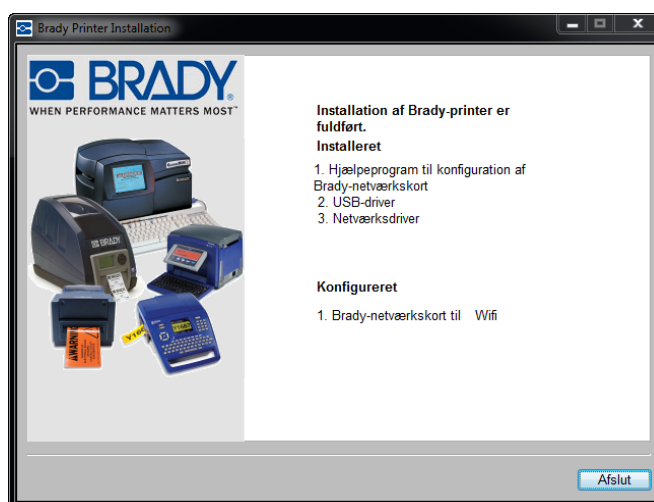 Brady Printer Installation
BRADY
WHEN PERFORMANCE MATTERS MOST™
Installation af Brady-printer er
fuldført.
Installeret
1. Hjælpeprogram til konfiguration af
Brady-netværkskort
2. USB-driver
3. Netværksdriver
Konfigureret
1. Brady-netværkskort til Wifi
Afslut